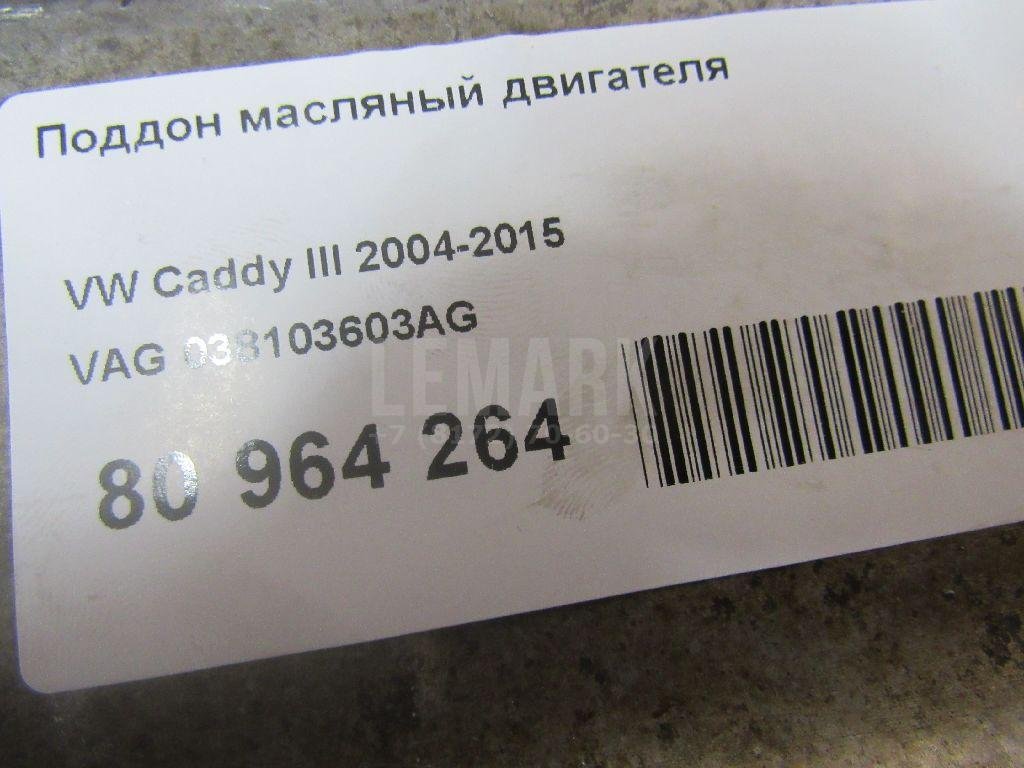 Поддон масляный двигателя
VW Caddy III 2004-2015
VAG 038103603AG
80 964 264
LEMARK